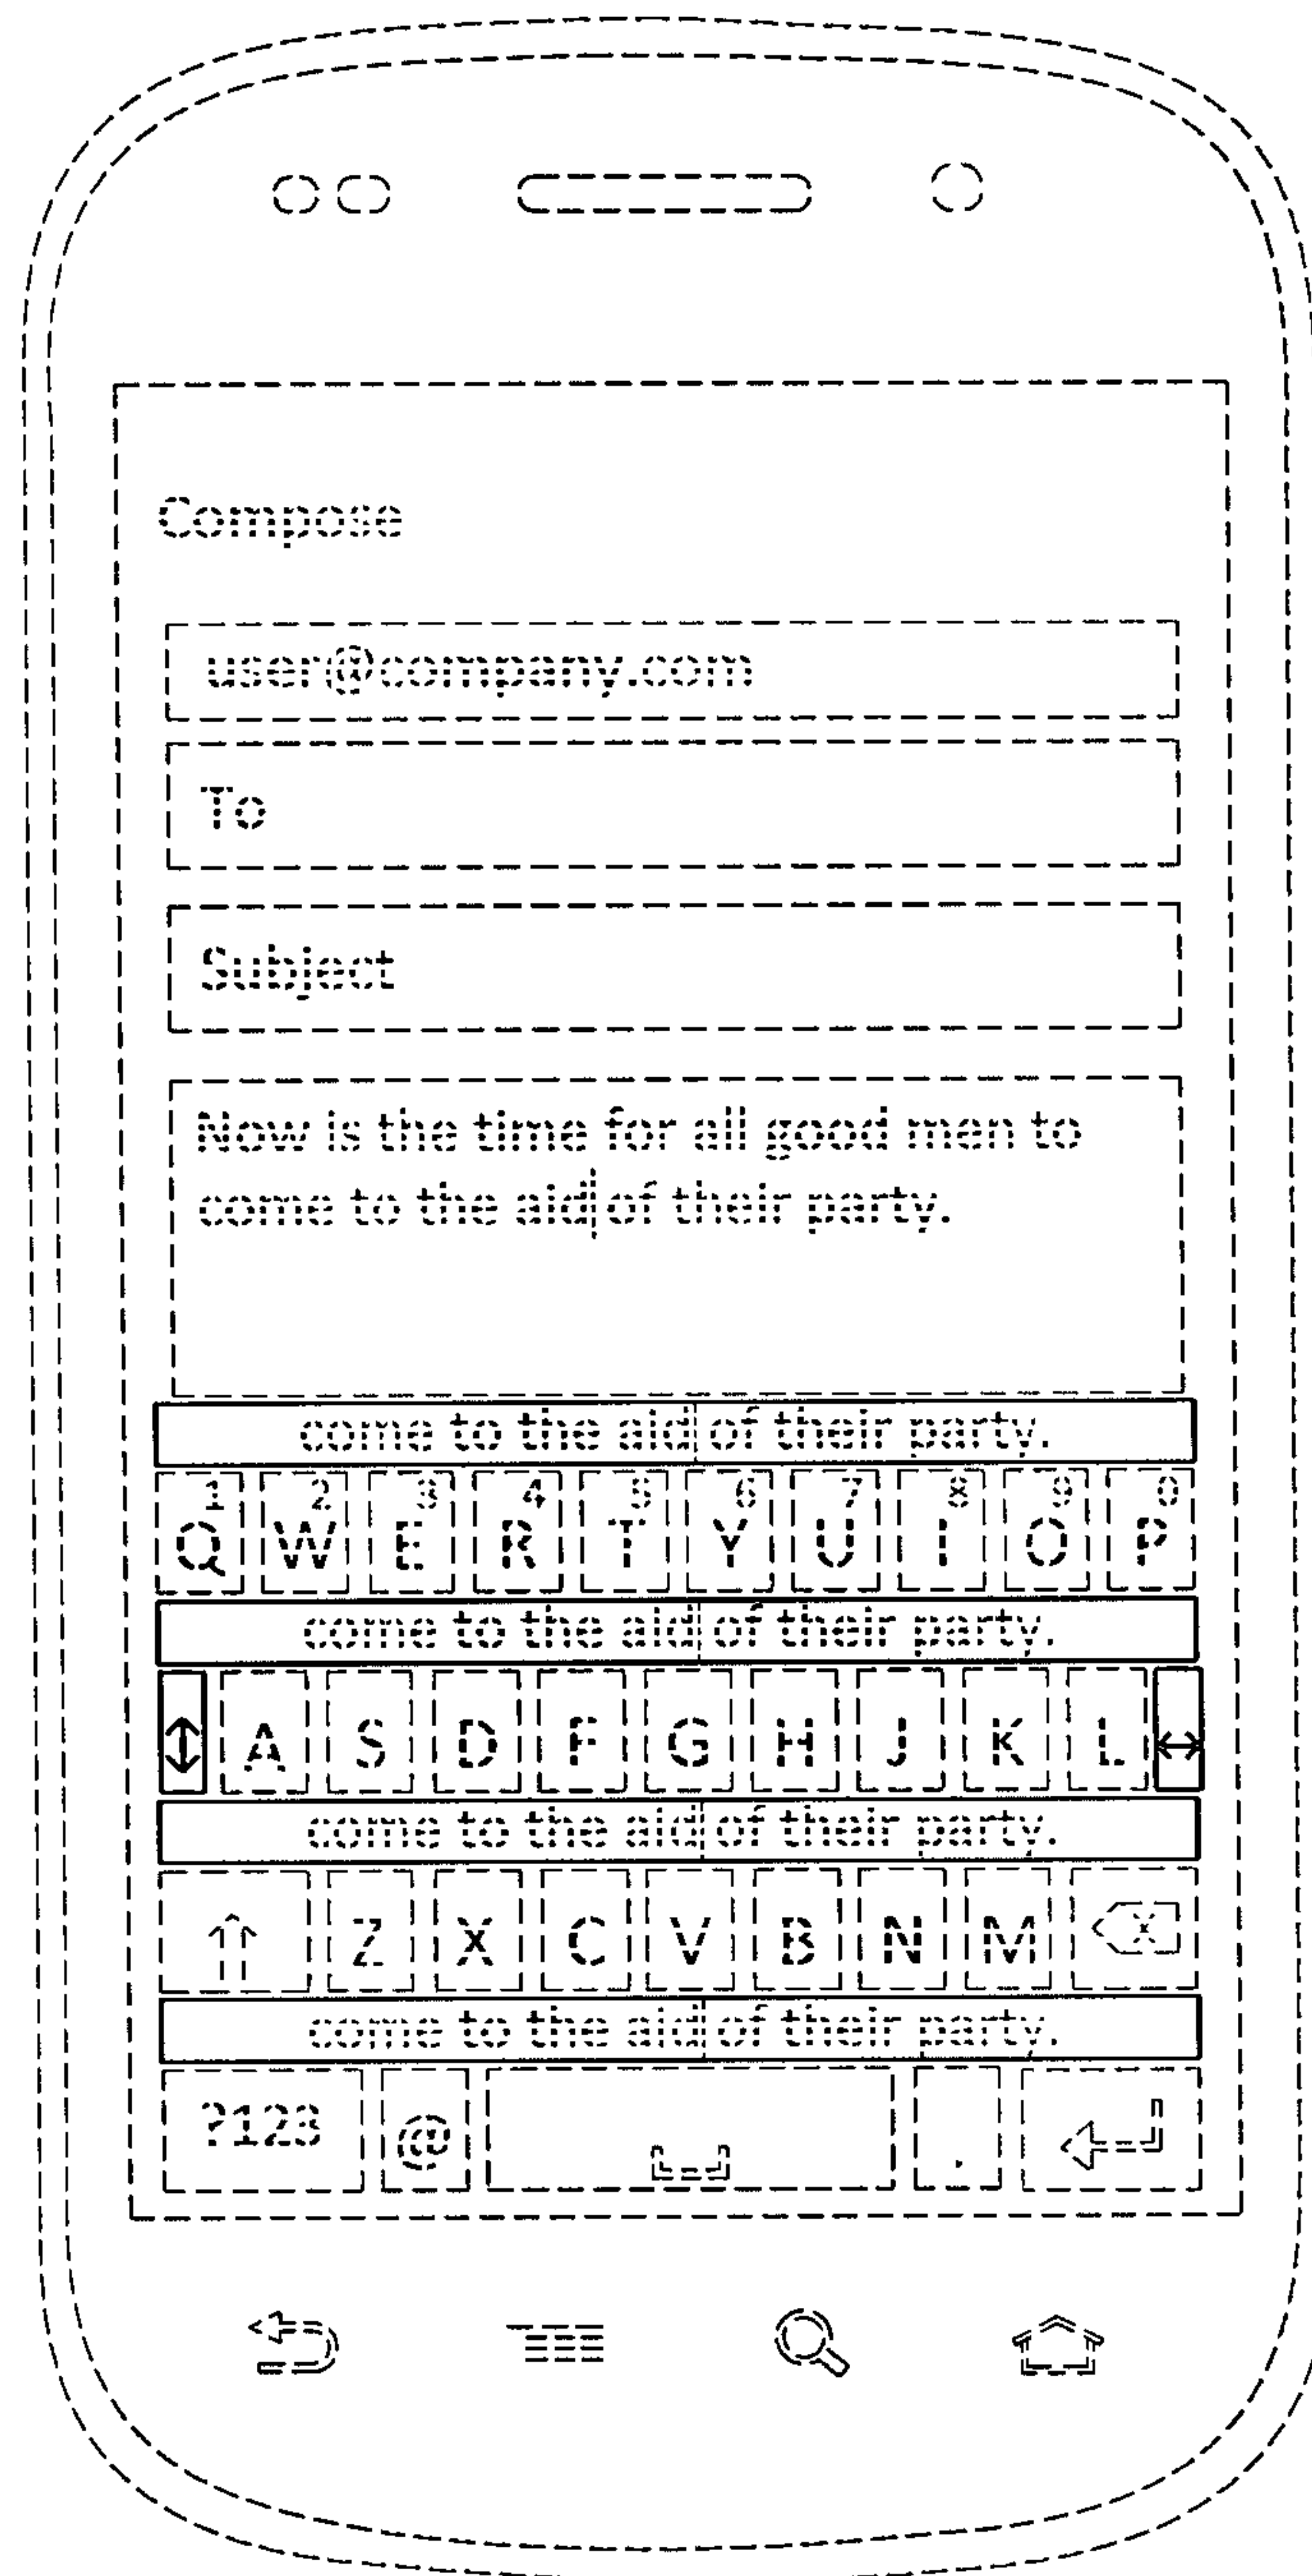 Compose
user@company.com
To
Subject
Now is the time for all good men to
come to the aid of their party.
come to the aid of their party.
1 2 3 4 5 6 7 8 9 0
Q W E R T Y U I O P
come to the aid of their party.
A S D F G H J K L
come to the aid of their party.
Z X C V B N M X
come to the aid of their party.
?123 @ .